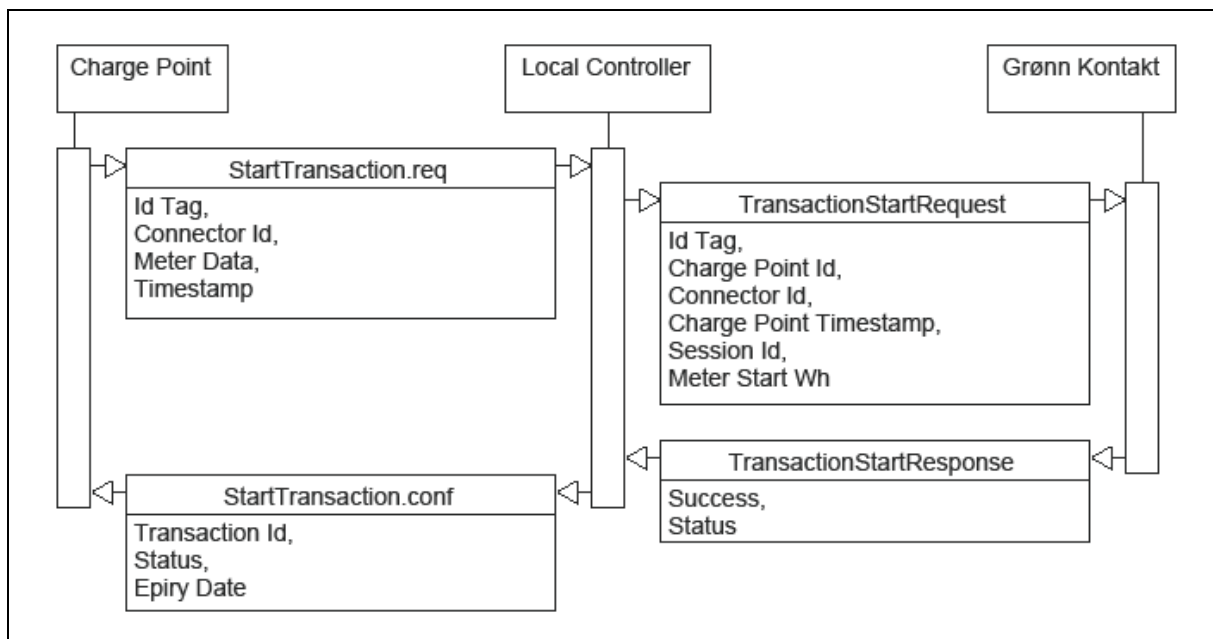 Charge Point
Local Controller
Grønn Kontakt
StartTransaction.req
Id Tag,
Connector Id,
Meter Data,
Timestamp
TransactionStartRequest
Id Tag,
Charge Point Id,
Connector Id,
Charge Point Timestamp,
Session Id,
Meter Start Wh
TransactionStartResponse
Success,
Status
StartTransaction.conf
Transaction Id,
Status,
Epiry Date